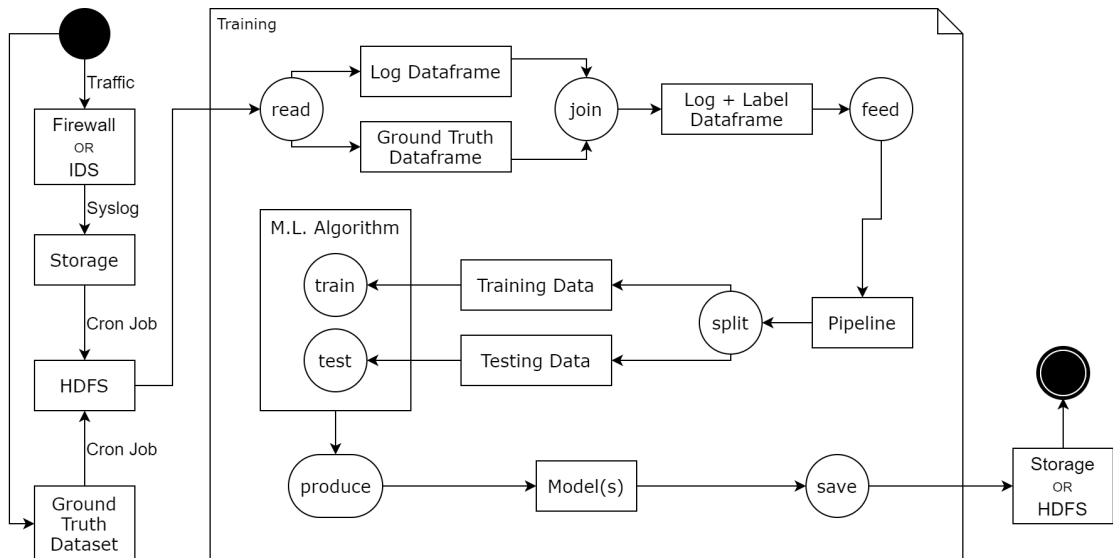 Training
Traffic
Firewall
OR
IDS
Syslog
Storage
Cron Job
HDFS
Cron Job
Ground
Truth
Dataset
read
Log Dataframe
Ground Truth
Dataframe
join
Log + Label
Dataframe
feed
M.L. Algorithm
train
test
Training Data
Testing Data
split
Pipeline
produce
Model(s)
save
Storage
OR
HDFS